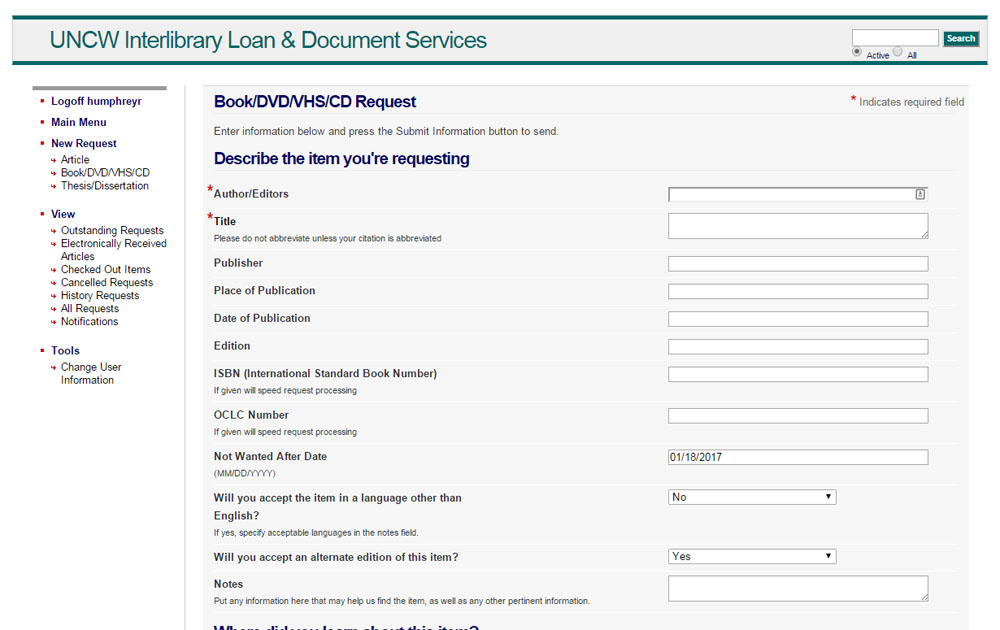 UNCW Interlibrary Loan & Document Services
Search
Active All
Logoff humphreyr
Main Menu
New Request
Article
Book/DVD/VHS/CD
Thesis/Dissertation
View
Outstanding Requests
Electronically Received
Articles
Checked Out Items
Cancelled Requests
History Requests
All Requests
Notifications
Tools
Change User
Information
Book/DVD/VHS/CD Request
* Indicates required field
Enter information below and press the Submit Information button to send.
Describe the item you're requesting
*Author/Editors
*Title
Please do not abbreviate unless your citation is abbreviated
Publisher
Place of Publication
Date of Publication
Edition
ISBN (International Standard Book Number)
If given will speed request processing
OCLC Number
If given will speed request processing
Not Wanted After Date
01/18/2017
(MM/DD/YYYY)
Will you accept the item in a language other than
No
English?
If yes, specify acceptable languages in the notes field.
Will you accept an alternate edition of this item?
Yes
Notes
Put any information here that may help us find the item, as well as any other pertinent information.
Where did you learn about this item?